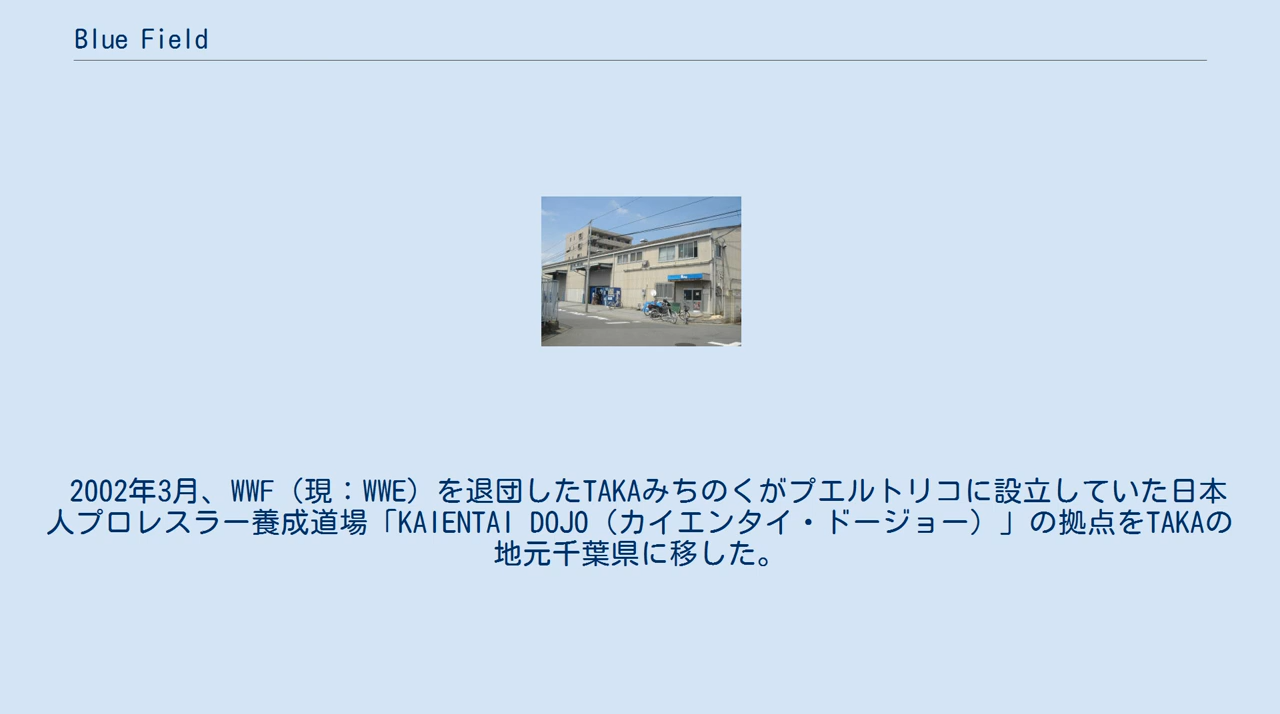 Blue Field
2002年3月、WWF（現：WWE）を退団したTAKAみちのくがプエルトリコに設立していた日本
人プロレスラー養成道場「KAIENTAI DOJO（カイエンタイ・ドージョー）」の拠点をTAKAの
地元千葉県に移した。